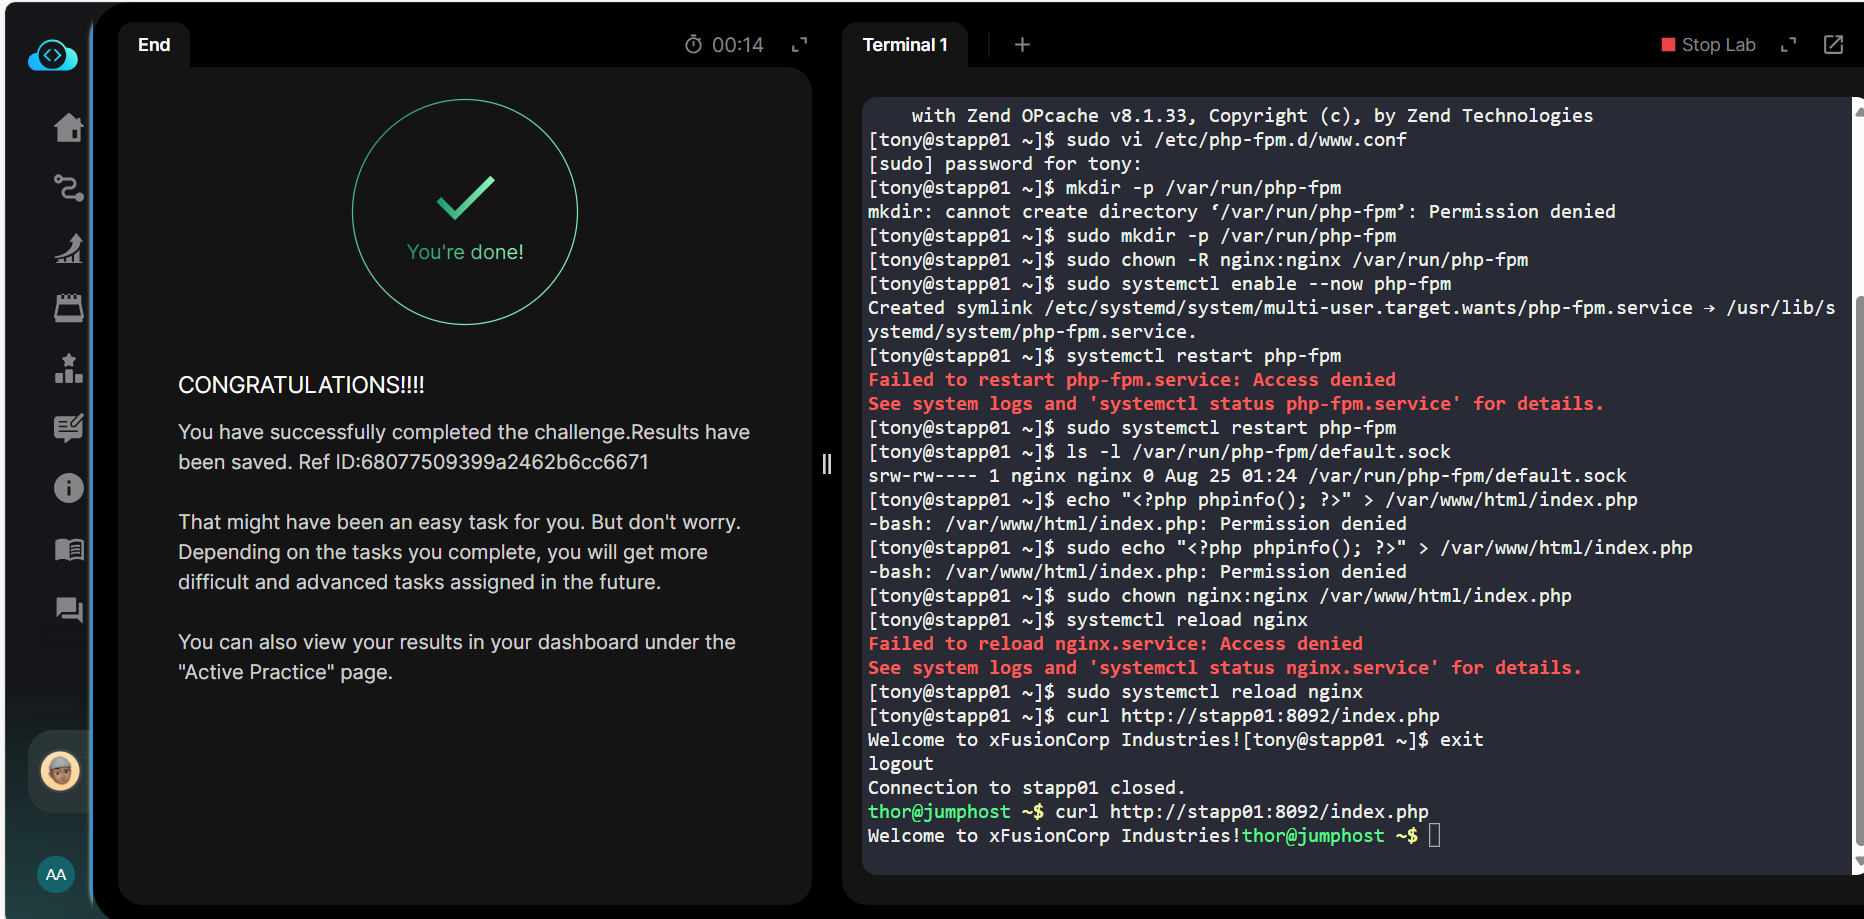 End
00:14
You're done!
CONGRATULATIONS!!!!
You have successfully completed the challenge.Results have
been saved. Ref ID:68077509399a2462b6cc6671
That might have been an easy task for you. But don't worry.
Depending on the tasks you complete, you will get more
difficult and advanced tasks assigned in the future.
You can also view your results in your dashboard under the
"Active Practice" page.
AA
Terminal 1
+
Stop Lab
with Zend OPcache v8.1.33, Copyright (c), by Zend Technologies
[tony@stapp01 ~]$ sudo vi /etc/php-fpm.d/www.conf
[sudo] password for tony:
[tony@stapp01 ~]$ mkdir -p /var/run/php-fpm
mkdir: cannot create directory ‘/var/run/php-fpm’: Permission denied
[tony@stapp01 ~]$ sudo mkdir -p /var/run/php-fpm
[tony@stapp01 ~]$ sudo chown -R nginx:nginx /var/run/php-fpm
[tony@stapp01 ~]$ sudo systemctl enable --now php-fpm
Created symlink /etc/systemd/system/multi-user.target.wants/php-fpm.service → /usr/lib/s
ystemd/system/php-fpm.service.
[tony@stapp01 ~]$ systemctl restart php-fpm
Failed to restart php-fpm.service: Access denied
See system logs and 'systemctl status php-fpm.service' for details.
[tony@stapp01 ~]$ sudo systemctl restart php-fpm
[tony@stapp01 ~]$ ls -l /var/run/php-fpm/default.sock
srw-rw---- 1 nginx nginx 0 Aug 25 01:24 /var/run/php-fpm/default.sock
[tony@stapp01 ~]$ echo "<?php phpinfo(); ?>" > /var/www/html/index.php
-bash: /var/www/html/index.php: Permission denied
[tony@stapp01 ~]$ sudo echo "<?php phpinfo(); ?>" > /var/www/html/index.php
-bash: /var/www/html/index.php: Permission denied
[tony@stapp01 ~]$ sudo chown nginx:nginx /var/www/html/index.php
[tony@stapp01 ~]$ systemctl reload nginx
Failed to reload nginx.service: Access denied
See system logs and 'systemctl status nginx.service' for details.
[tony@stapp01 ~]$ sudo systemctl reload nginx
[tony@stapp01 ~]$ curl http://stapp01:8092/index.php
Welcome to xFusionCorp Industries![tony@stapp01 ~]$ exit
logout
Connection to stapp01 closed.
thor@jumphost ~$ curl http://stapp01:8092/index.php
Welcome to xFusionCorp Industries!thor@jumphost ~$